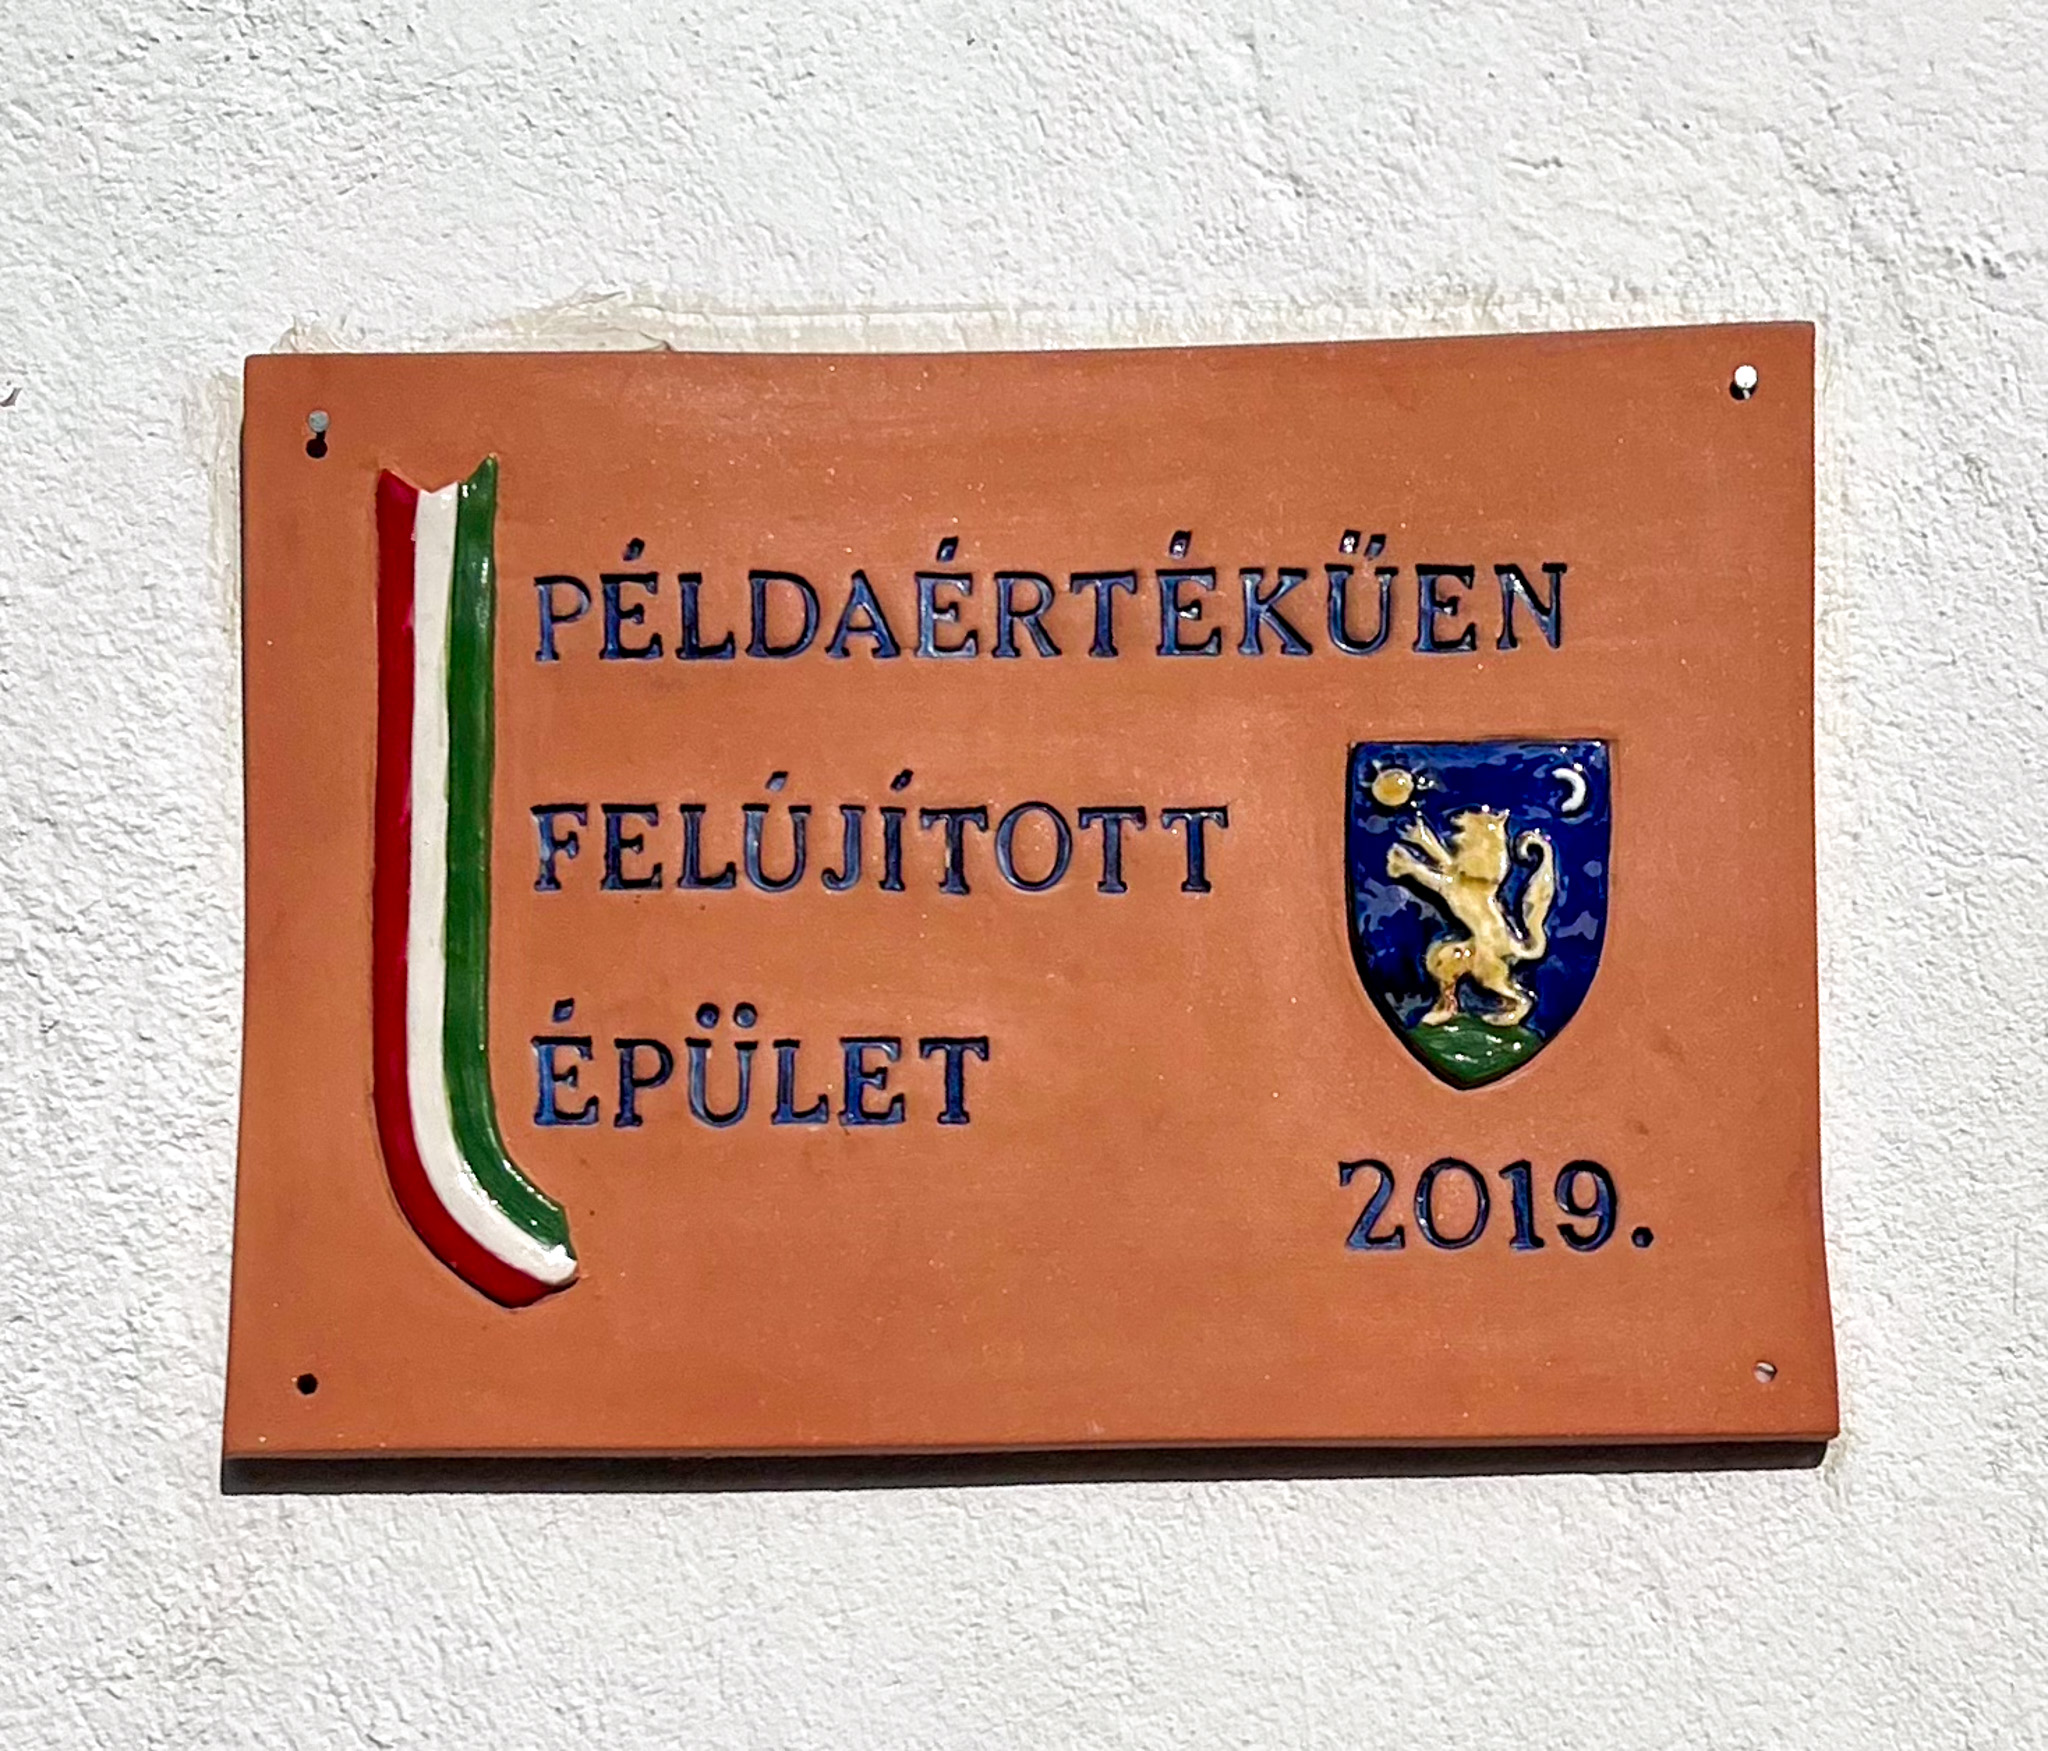 PÉLDAÉRTÉKŰEN
FELÚJÍTOTT
ÉPÜLET
2019.